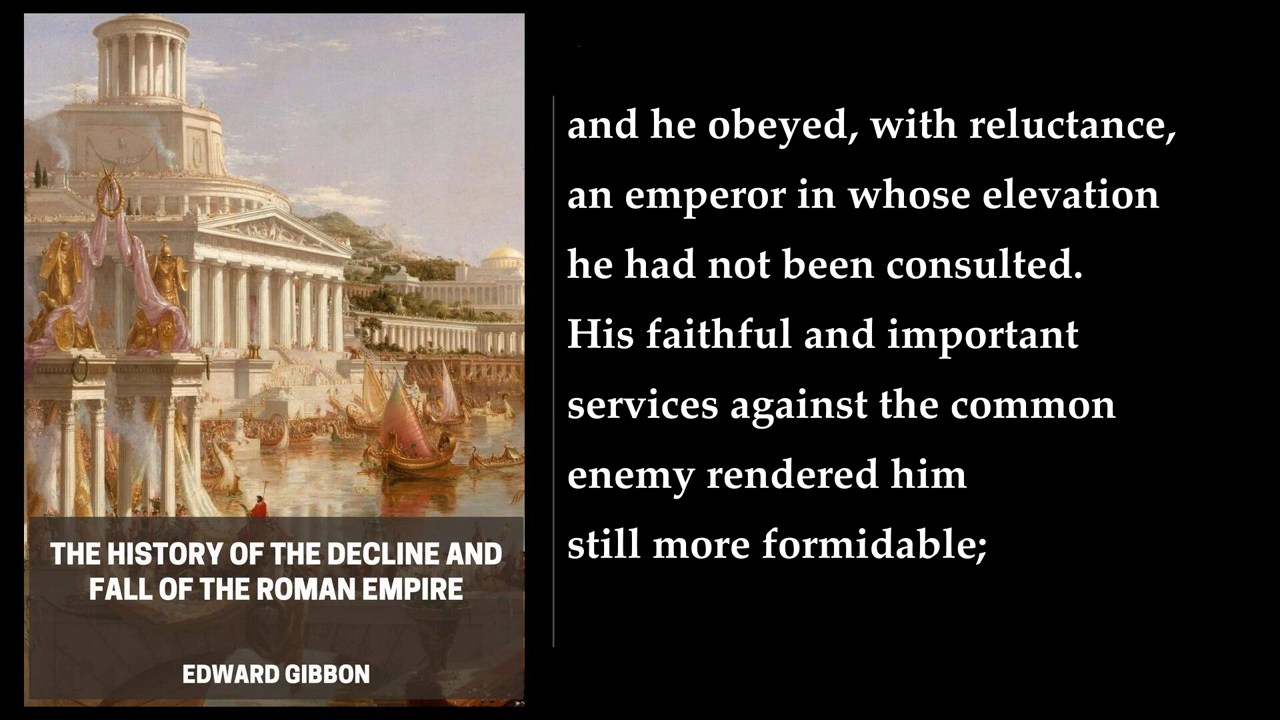 THE HISTORY OF THE DECLINE AND
FALL OF THE ROMAN EMPIRE
EDWARD GIBBON
and he obeyed, with reluctance,
an emperor in whose elevation
he had not been consulted.
His faithful and important
services against the common
enemy rendered him
still more formidable;